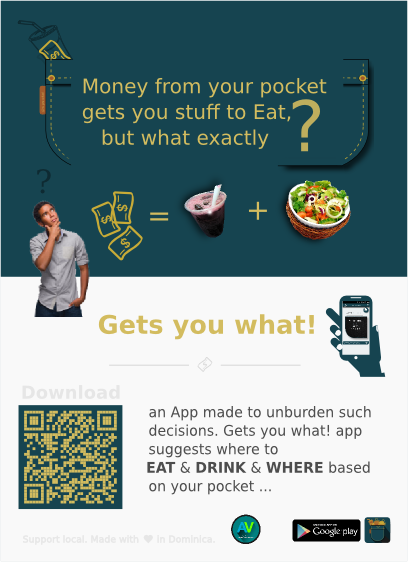 Money from your pocket
gets you stuff to Eat,
but what exactly ?
?
$ $ $ = +
Gets you what!
Download
an App made to unburden such
decisions. Gets you what! app
suggests where to
EAT & DRINK & WHERE based
on your pocket ...
AV
Google play
Support local. Made with ♥ in Dominica.